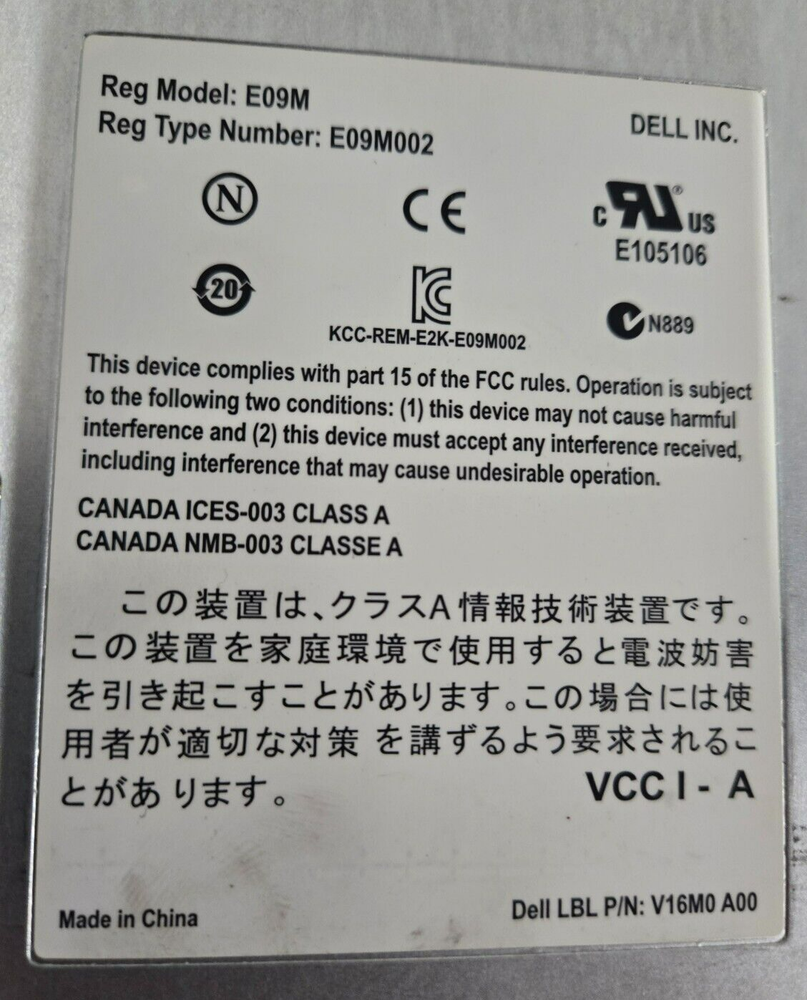 Reg Model: E09M
Reg Type Number: E09M002
DELL INC.
N
CE
c RU ® US
E105106
20
KC
KCC-REM-E2K-E09M002
N889
This device complies with part 15 of the FCC rules. Operation is subject
to the following two conditions: (1) this device may not cause harmful
interference and (2) this device must accept any interference received,
including interference that may cause undesirable operation.
CANADA ICES-003 CLASS A
CANADA NMB-003 CLASSE A
この装置は、クラスA情報技術装置です。
この装置を家庭環境で使用すると電波妨害
を引き起こすことがあります。この場合には使
用者が適切な対策 を講ずるよう要求されるこ
とがあ ります。
VCC I - A
Made in China
Dell LBL P/N: V16M0 A00